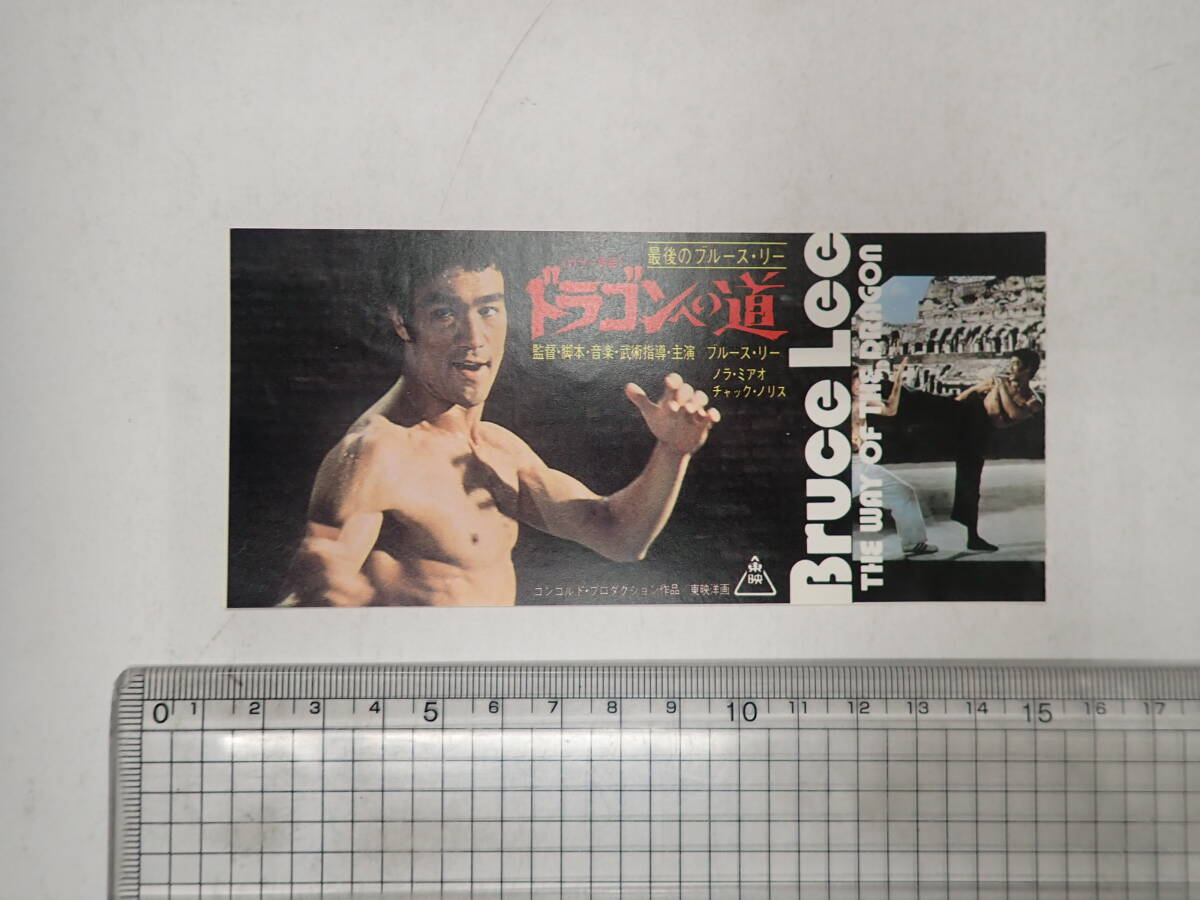 最後のブルース・リー
ドラゴンへの道
監督・脚本・音楽・武術指導・主演 ブルース・リー
ノラ・ミアオ
チャック・ノリス
コンコルド・プロダクション作品 東映洋画
東映
Bruce Lee
THE WAY OF THE DRAGON
0 1 2 3 4 5 6 7 8 9 10 11 12 13 14 15 16 17